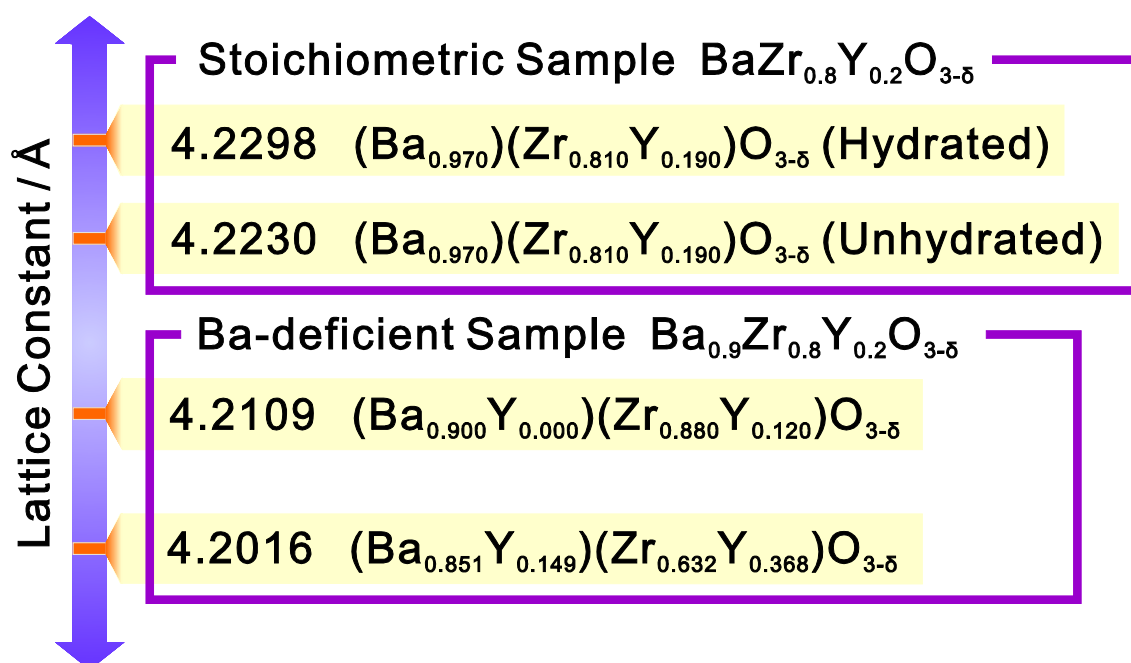 Lattice Constant / Å
Stoichiometric Sample BaZr0.8Y0.2O3-δ
4.2298 (Ba0.970)(Zr0.810Y0.190)O3-δ (Hydrated)
4.2230 (Ba0.970)(Zr0.810Y0.190)O3-δ (Unhydrated)
Ba-deficient Sample Ba0.9Zr0.8Y0.2O3-δ
4.2109 (Ba0.900Y0.000)(Zr0.880Y0.120)O3-δ
4.2016 (Ba0.851Y0.149)(Zr0.632Y0.368)O3-δ